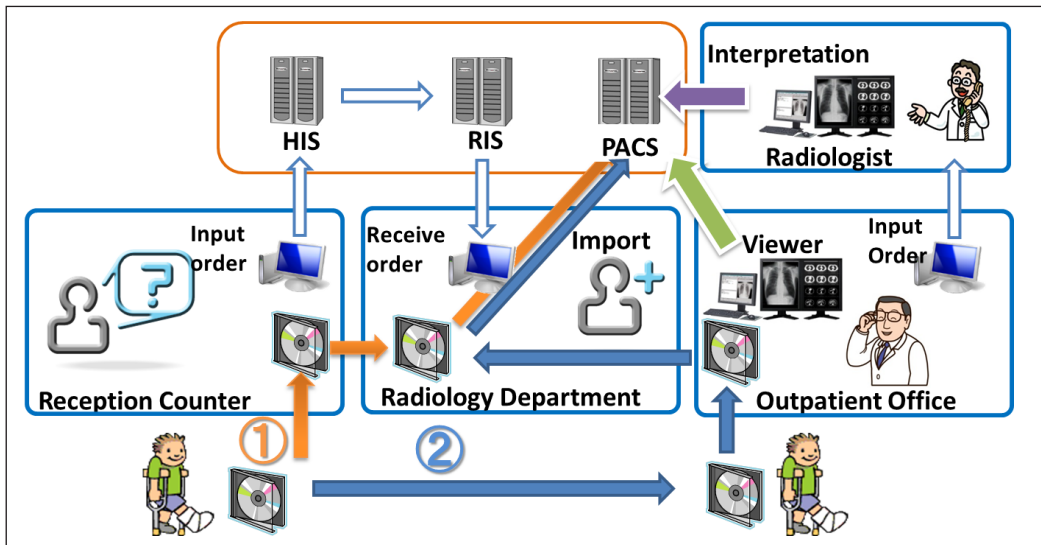 HIS
RIS
PACS
Interpretation
Radiologist
Input
order
Reception Counter
Receive
order
Import
Radiology Department
Viewer
Input
Order
Outpatient Office
?
①
②